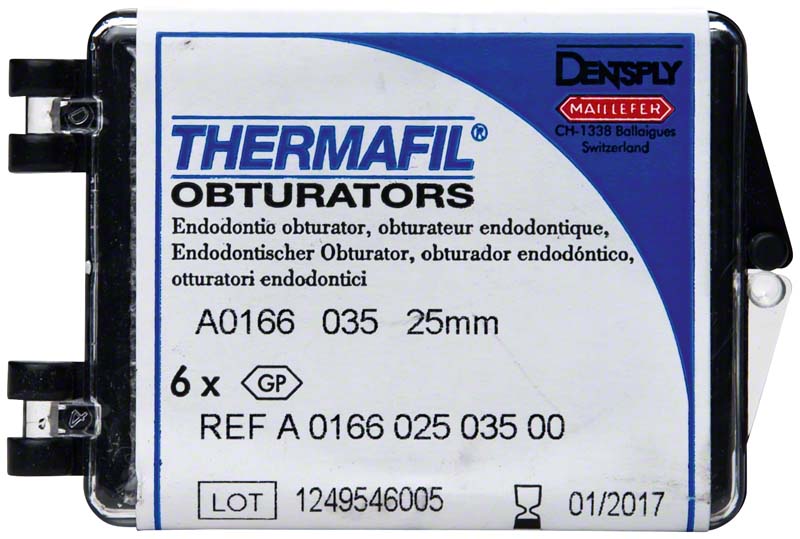 DENTSPLY
MAILLEFER
CH-1338 Ballaigues
Switzerland
THERMAFIL®
OBTURATORS
Endodontic obturator, obturateur endodontique,
Endodontischer Obturator, obturador endodóntico,
otturatori endodontici
A0166 035 25mm
6 x GP
REF A 0166 025 035 00
LOT 1249546005 01/2017